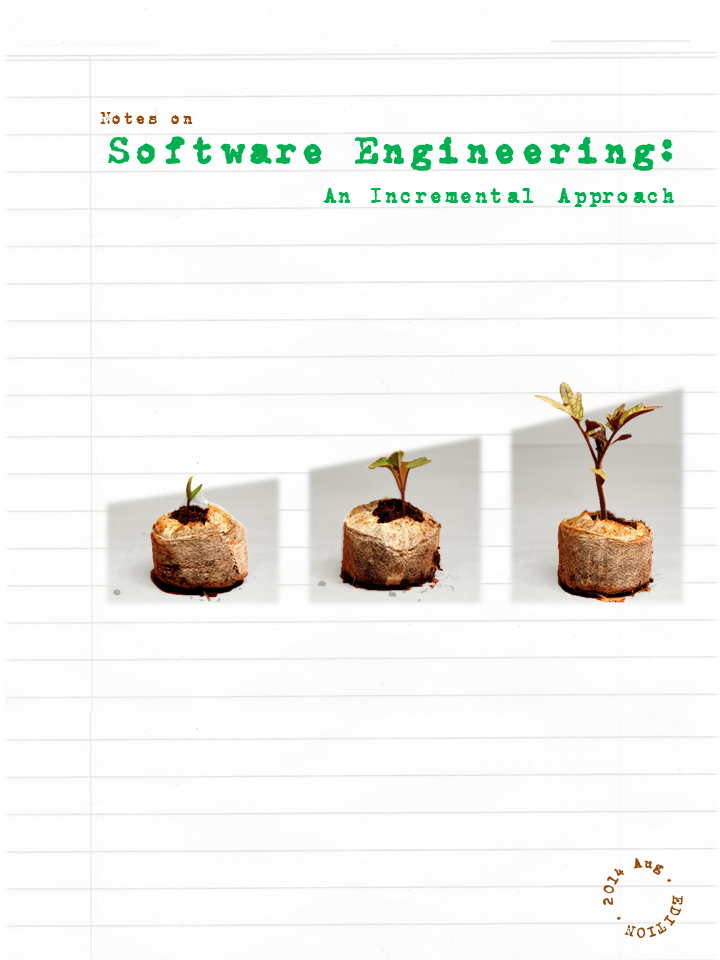 Notes on
Software Engineering:
An Incremental Approach
2014 Aug . EDITION .